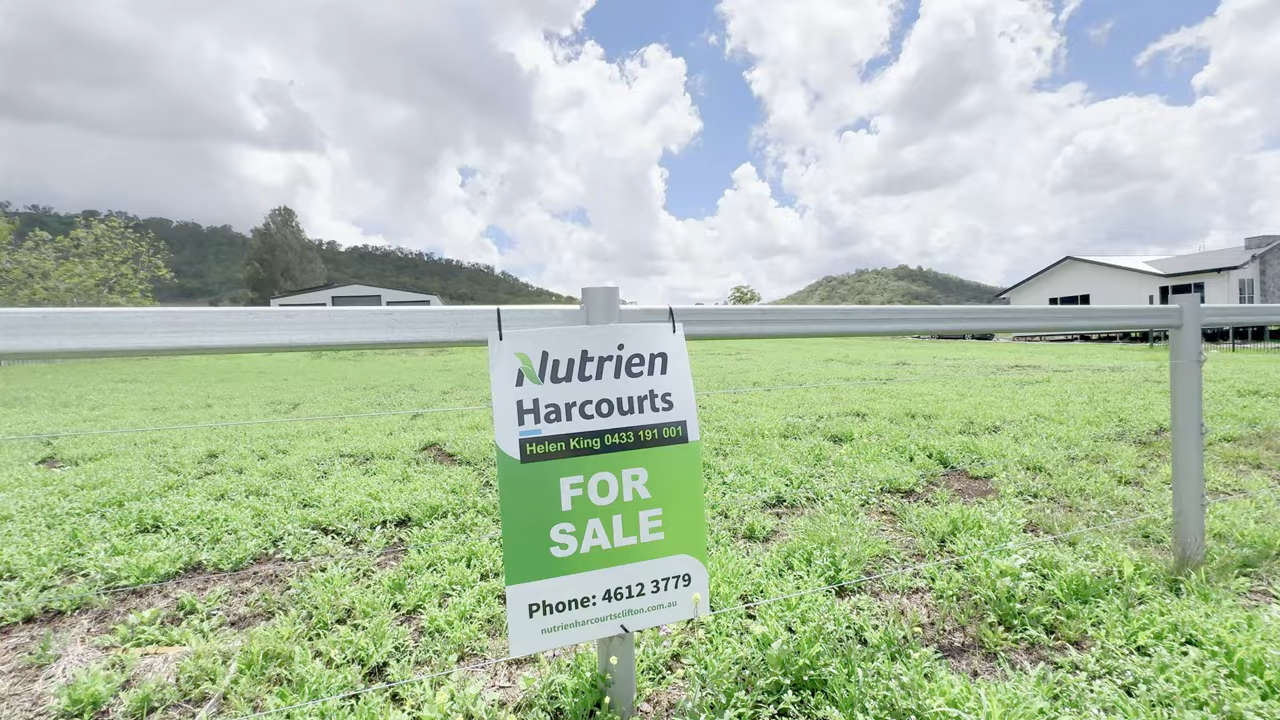 Nutrien
Harcourts
Helen King 0433 191 001
FOR
SALE
Phone: 4612 3779
nutrienharcourtsclifton.com.au